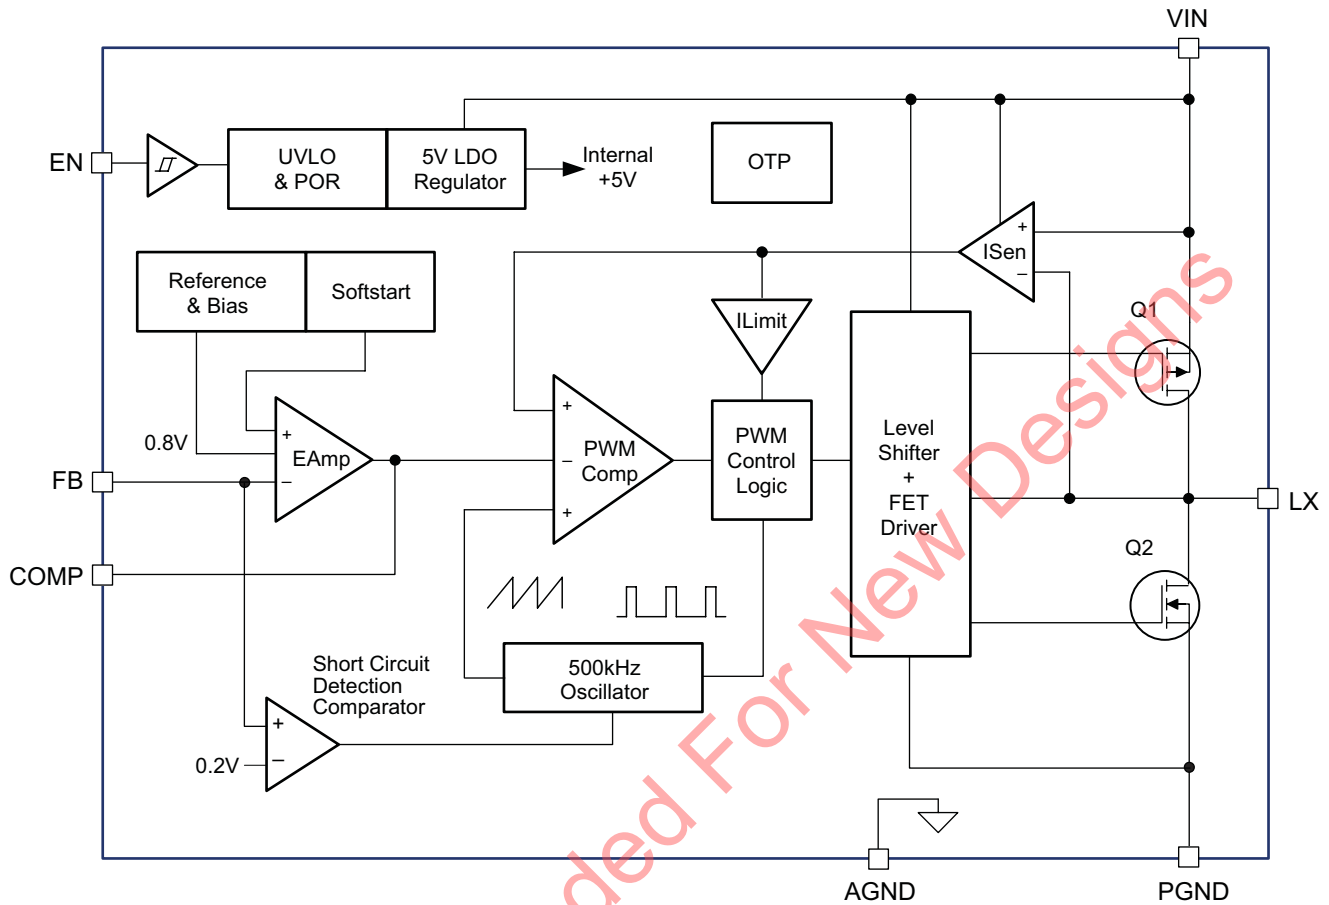 VIN
EN
UVLO
& POR
5V LDO
Regulator
Internal
+5V
OTP
Reference
& Bias
Softstart
+
ISen
−
ILimit
Q1
0.8V
+
EAmp
−
+
PWM
Comp
−
+
PWM
Control
Logic
Level
Shifter
+
FET
Driver
FB
LX
COMP
Q2
500kHz
Oscillator
Short Circuit
Detection
Comparator
+
−
0.2V
AGND
PGND
ded For New Designs